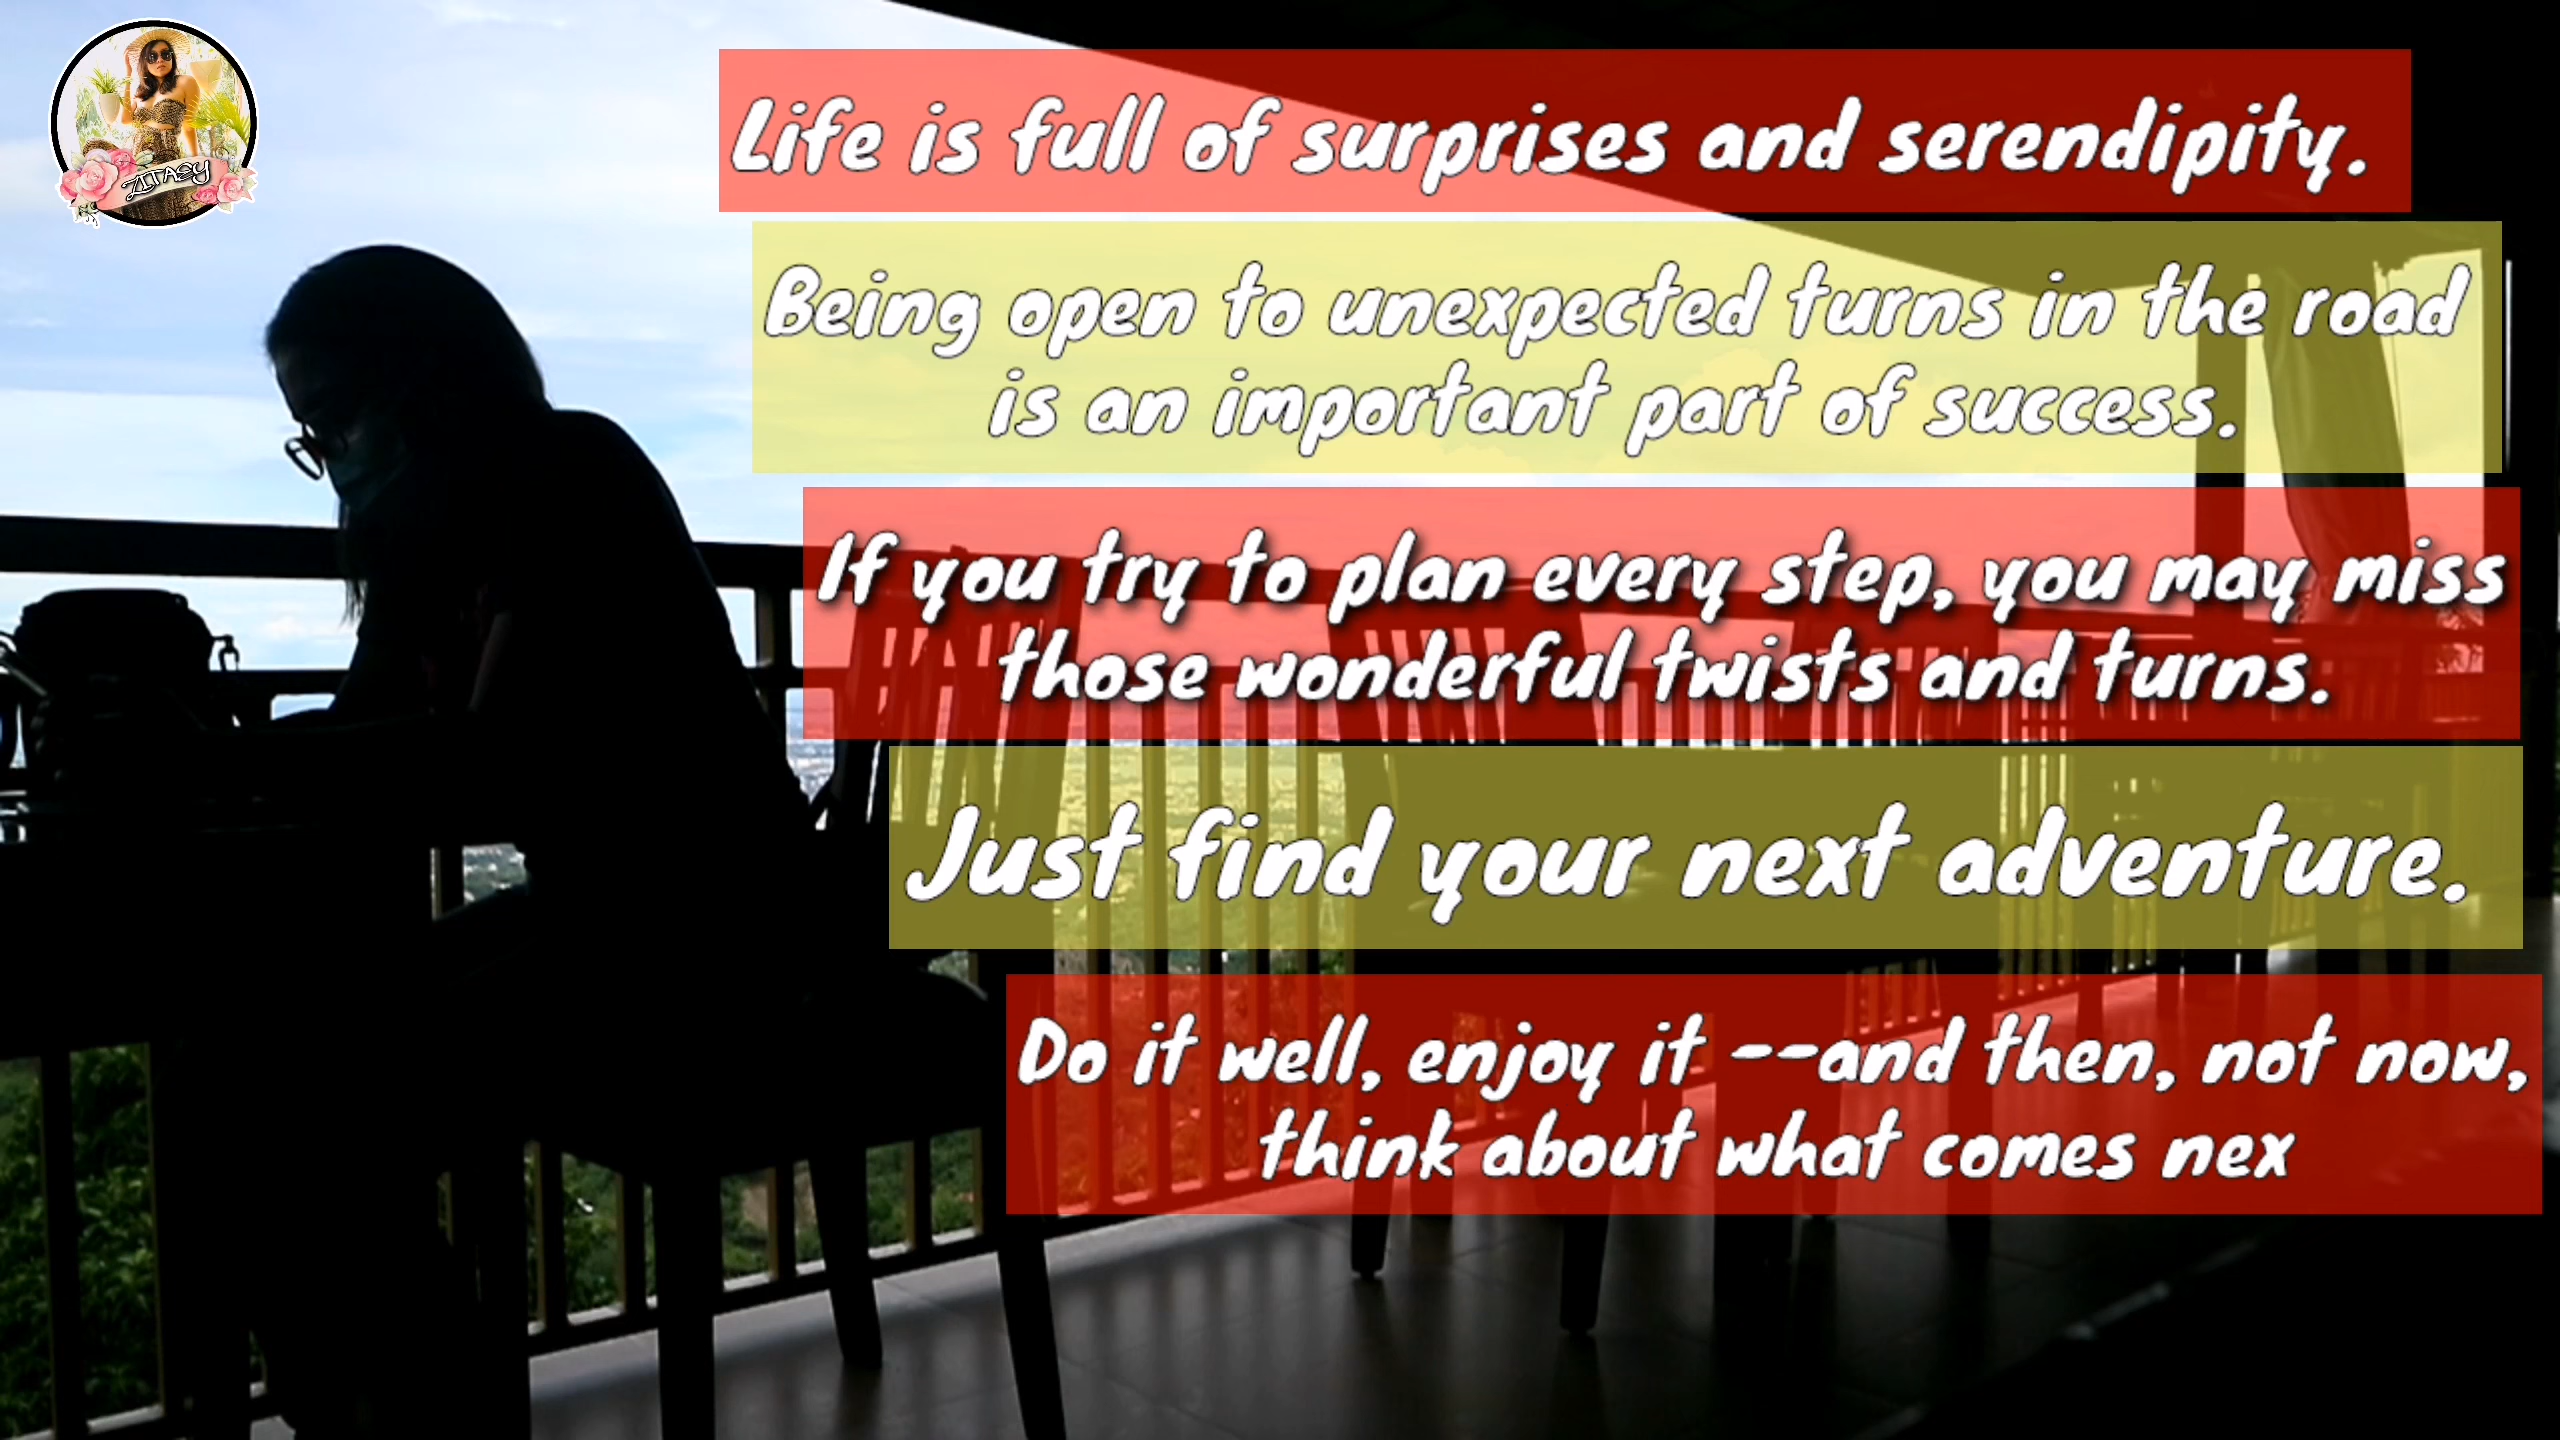 ZITASY
Life is full of surprises and serendipity.
Being open to unexpected turns in the road
is an important part of success.
If you try to plan every step, you may miss
those wonderful twists and turns.
Just find your next adventure.
Do it well, enjoy it --and then, not now,
think about what comes nex